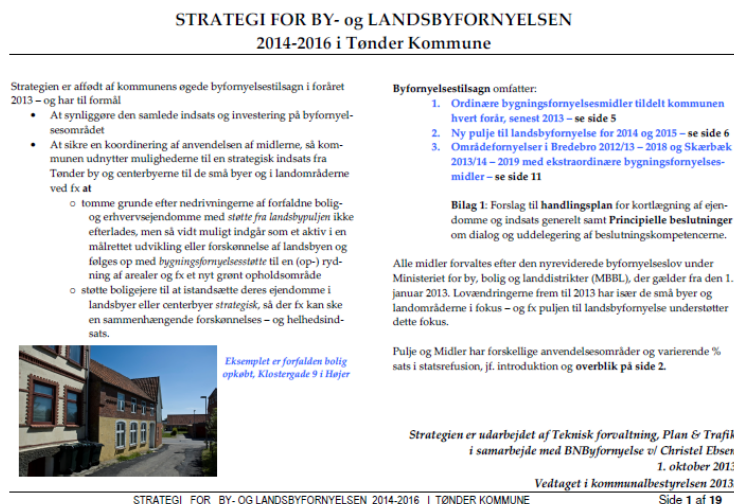 STRATEGI FOR BY- og LANDSBYFORNYELSEN
2014-2016 i Tønder Kommune
Strategien er affødt af kommunens øgede byfornyelsestilsagn i foråret
2013 – og har til formål
• At synliggøre den samlede indsats og investering på byfornyel-
sesområdet
• At sikre en koordinering af anvendelsen af midlerne, så kom-
munen udnytter mulighederne til en strategisk indsats fra
Tønder by og centerbyerne til de små byer og i landområderne
ved fx at
o tomme grunde efter nedrivningerne af forfaldne bolig-
og erhvervsejendomme med støtte fra landsbypuljen ikke
efterlades, men så vidt muligt indgår som et aktiv i en
målrettet udvikling eller forskønnelse af landsbyen og
følges op med bygningsfornyelsesstøtte til en (op-) ryd-
ning af arealer og fx et nyt grønt opholdsområde
o støtte boligejere til at istandsætte deres ejendomme i
landsbyer eller centerbyer strategisk, så der fx kan ske
en sammenhængende forskønnelses – og helhedsind-
sats.
Eksemplet er forfalden bolig
opkøbt, Klostergade 9 i Højer
Byfornyelsestilsagn omfatter:
1. Ordinære bygningsfornyelsesmidler tildelt kommunen
hvert forår, senest 2013 – se side 5
2. Ny pulje til landsbyfornyelse for 2014 og 2015 – se side 6
3. Områdefornyelser i Bredebro 2012/13 – 2018 og Skærbæk
2013/14 – 2019 med ekstraordinære bygningsfornyelses-
midler – se side 11
Bilag 1: Forslag til handlingsplan for kortlægning af ejen-
domme og indsats generelt samt Principielle beslutninger
om dialog og uddelegering af beslutningskompetencerne.
Alle midler forvaltes efter den nyreviderede byfornyelseslov under
Ministeriet for by, bolig og landdistrikter (MBBL), der gælder fra den 1.
januar 2013. Lovændringerne frem til 2013 har især de små byer og
landområderne i fokus – og fx puljen til landsbyfornyelse understøtter
dette fokus.
Pulje og Midler har forskellige anvendelsesområder og varierende %
sats i statsrefusion, jf. introduktion og overblik på side 2.
Strategien er udarbejdet af Teknisk forvaltning, Plan & Trafik
i samarbejde med BNByfornyelse v/ Christel Ebsen
1. oktober 2013
Vedtaget i kommunalbestyrelsen 2013
STRATEGI FOR BY- OG LANDSBYFORNYELSEN 2014-2016 | TØNDER KOMMUNE Side 1 af 19